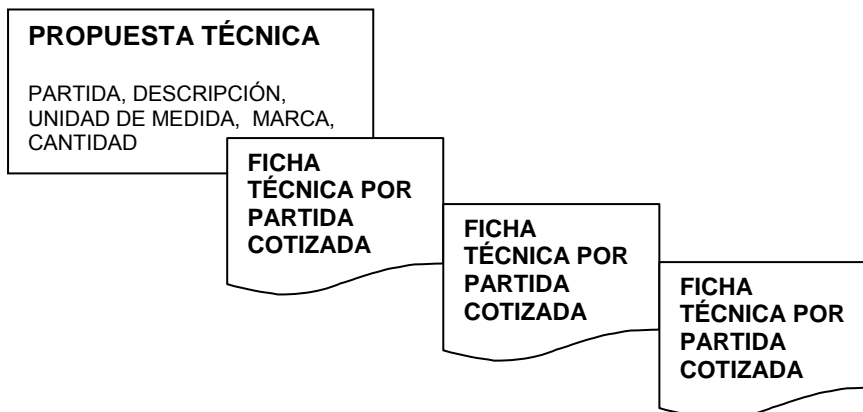 PROPUESTA TÉCNICA
PARTIDA, DESCRIPCIÓN,
UNIDAD DE MEDIDA, MARCA,
CANTIDAD
FICHA
TÉCNICA POR
PARTIDA
COTIZADA
FICHA
TÉCNICA POR
PARTIDA
COTIZADA
FICHA
TÉCNICA POR
PARTIDA
COTIZADA